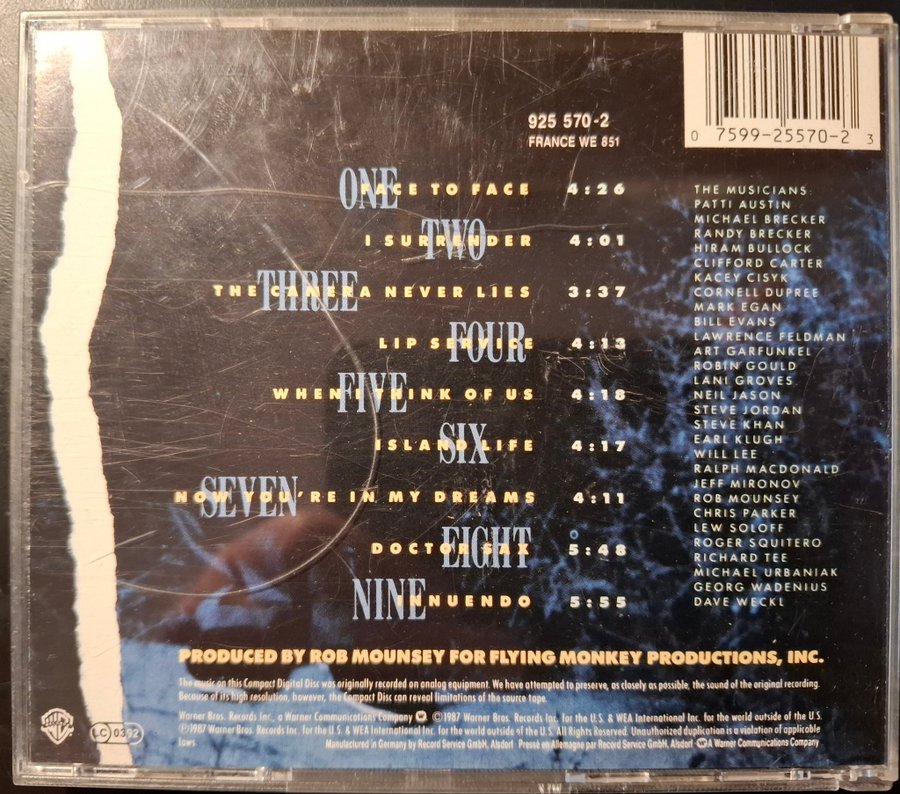 925 570-2
FRANCE WE 851
0 7599-25570-2 3
ONE FACE TO FACE 4:26
TWO I SURRENDER 4:01
THREE THE CAMERA NEVER LIES 3:37
FOUR LIP SERVICE 4:13
FIVE WHEN I THINK OF US 4:18
SIX ISLAND LIFE 4:17
SEVEN NOW YOU'RE IN MY DREAMS 4:11
EIGHT DOCTOR SAX 5:48
NINE INNUENDO 5:55
THE MUSICIANS:
PATTI AUSTIN
MICHAEL BRECKER
RANDY BRECKER
HIRAM BULLOCK
CLIFFORD CARTER
KACEY CISYK
CORNELL DUPREE
MARK EGAN
BILL EVANS
LAWRENCE FELDMAN
ART GARFUNKEL
ROBIN GOULD
LANI GROVES
NEIL JASON
STEVE JORDAN
STEVE KHAN
EARL KLUGH
WILL LEE
RALPH MACDONALD
JEFF MIRONOV
ROB MOUNSEY
CHRIS PARKER
LEW SOLOFF
ROGER SQUITERO
RICHARD TEE
MICHAEL URBANIAK
GEORG WADENIUS
DAVE WECKL
PRODUCED BY ROB MOUNSEY FOR FLYING MONKEY PRODUCTIONS, INC.
The music on this Compact Digital Disc was originally recorded on analog equipment. We have attempted to preserve, as closely as possible, the sound of the original recording.
Because of its high resolution, however, the Compact Disc can reveal limitations of the source tape.
Warner Bros. Records Inc., a Warner Communications Company ©1987 Warner Bros. Records Inc. for the U.S. & WEA International Inc. for the world outside of the U.S.
℗1987 Warner Bros. Records Inc. for the U.S. & WEA International Inc. for the world outside of the U.S. All Rights Reserved. Unauthorized duplication is a violation of applicable
laws. Manufactured in Germany by Record Service GmbH, Alsdorf · Pressé en Allemagne par Record Service GmbH, Alsdorf · A Warner Communications Company
LC 0392